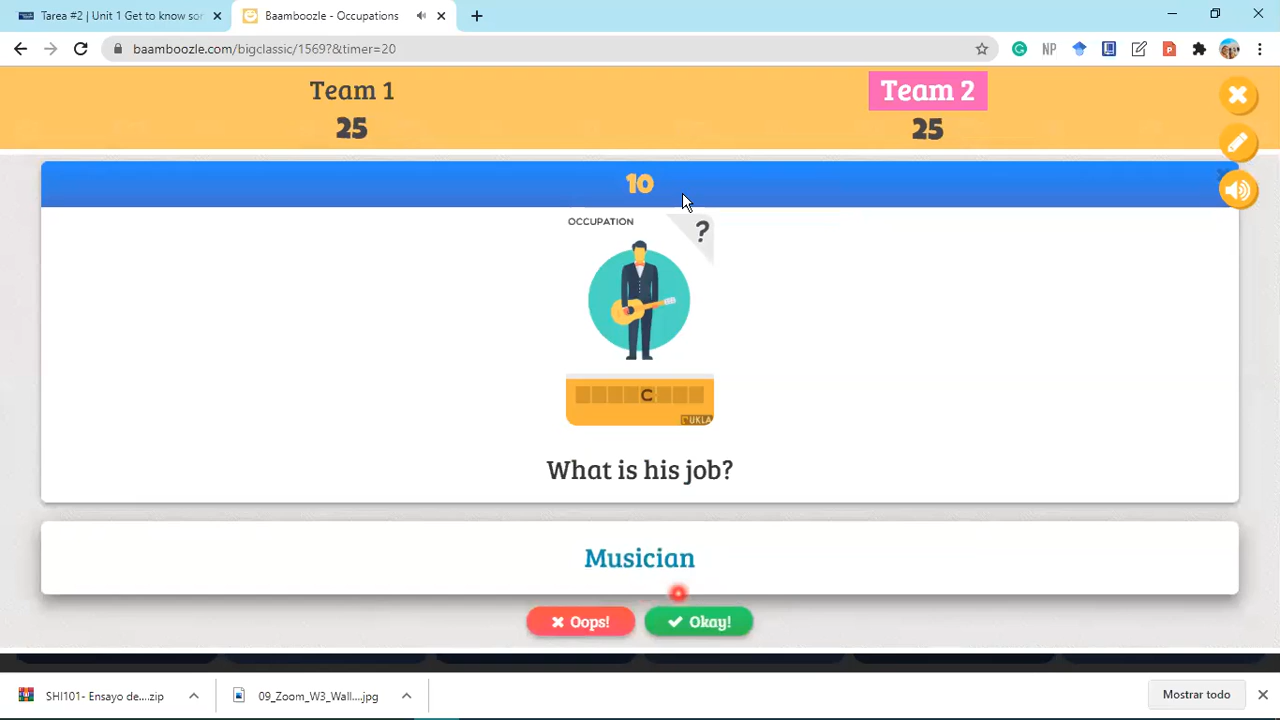 Tarea #2 | Unit 1 Get to know sor
Baamboozle - Occupations
baamboozle.com/bigclassic/1569?&timer=20
NP
Team 1
25
Team 2
25
10
OCCUPATION
?
C
UKLA
What is his job?
Musician
Oops!
Okay!
SHI101- Ensayo de....zip
09_Zoom_W3_Wall....jpg
Mostrar todo